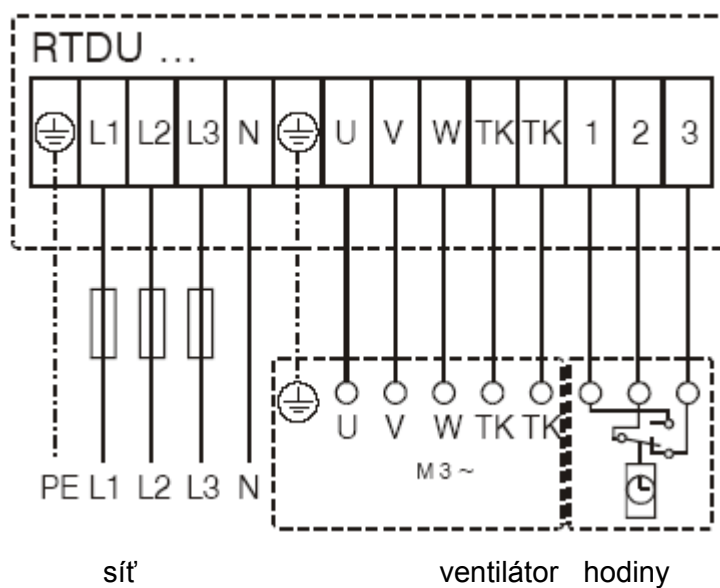 RTDU ...
L1 L2 L3 N U V W TK TK 1 2 3
U V W TK TK
M 3 ~
PE L1 L2 L3 N
síť ventilátor hodiny